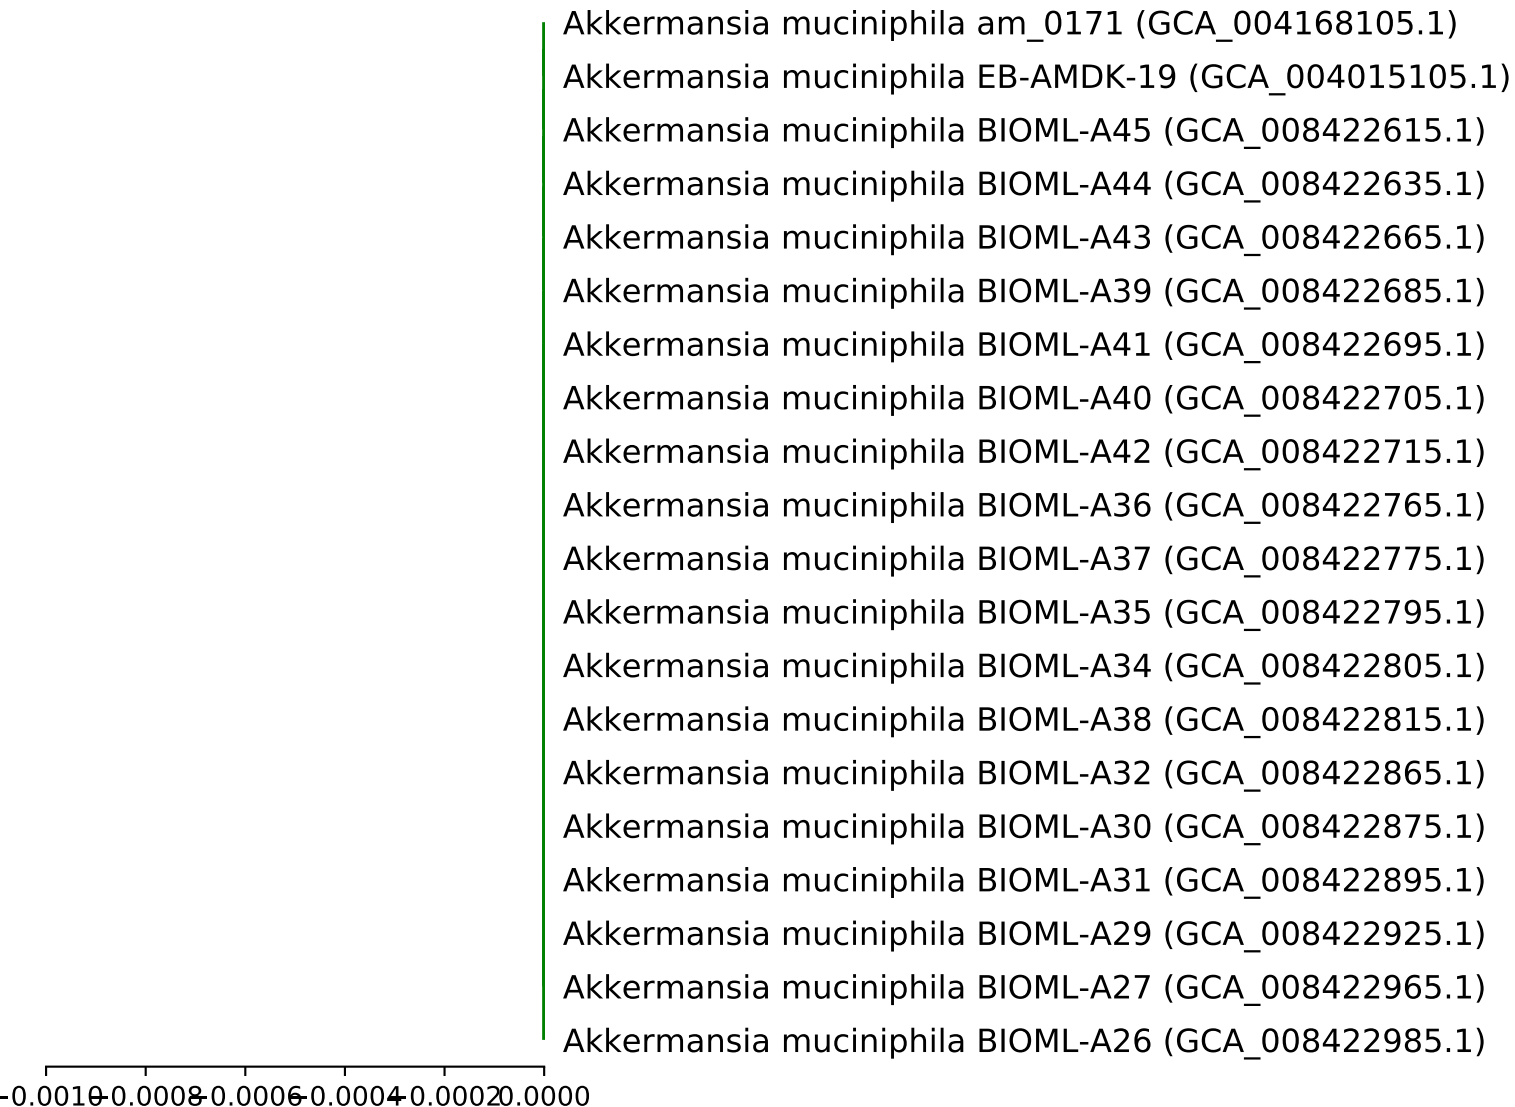 Akkermansia muciniphila am_0171 (GCA_004168105.1)
Akkermansia muciniphila EB-AMDK-19 (GCA_004015105.1)
Akkermansia muciniphila BIOML-A45 (GCA_008422615.1)
Akkermansia muciniphila BIOML-A44 (GCA_008422635.1)
Akkermansia muciniphila BIOML-A43 (GCA_008422665.1)
Akkermansia muciniphila BIOML-A39 (GCA_008422685.1)
Akkermansia muciniphila BIOML-A41 (GCA_008422695.1)
Akkermansia muciniphila BIOML-A40 (GCA_008422705.1)
Akkermansia muciniphila BIOML-A42 (GCA_008422715.1)
Akkermansia muciniphila BIOML-A36 (GCA_008422765.1)
Akkermansia muciniphila BIOML-A37 (GCA_008422775.1)
Akkermansia muciniphila BIOML-A35 (GCA_008422795.1)
Akkermansia muciniphila BIOML-A34 (GCA_008422805.1)
Akkermansia muciniphila BIOML-A38 (GCA_008422815.1)
Akkermansia muciniphila BIOML-A32 (GCA_008422865.1)
Akkermansia muciniphila BIOML-A30 (GCA_008422875.1)
Akkermansia muciniphila BIOML-A31 (GCA_008422895.1)
Akkermansia muciniphila BIOML-A29 (GCA_008422925.1)
Akkermansia muciniphila BIOML-A27 (GCA_008422965.1)
Akkermansia muciniphila BIOML-A26 (GCA_008422985.1)
−0.0010 −0.0008 −0.0006 −0.0004 −0.0002 0.0000